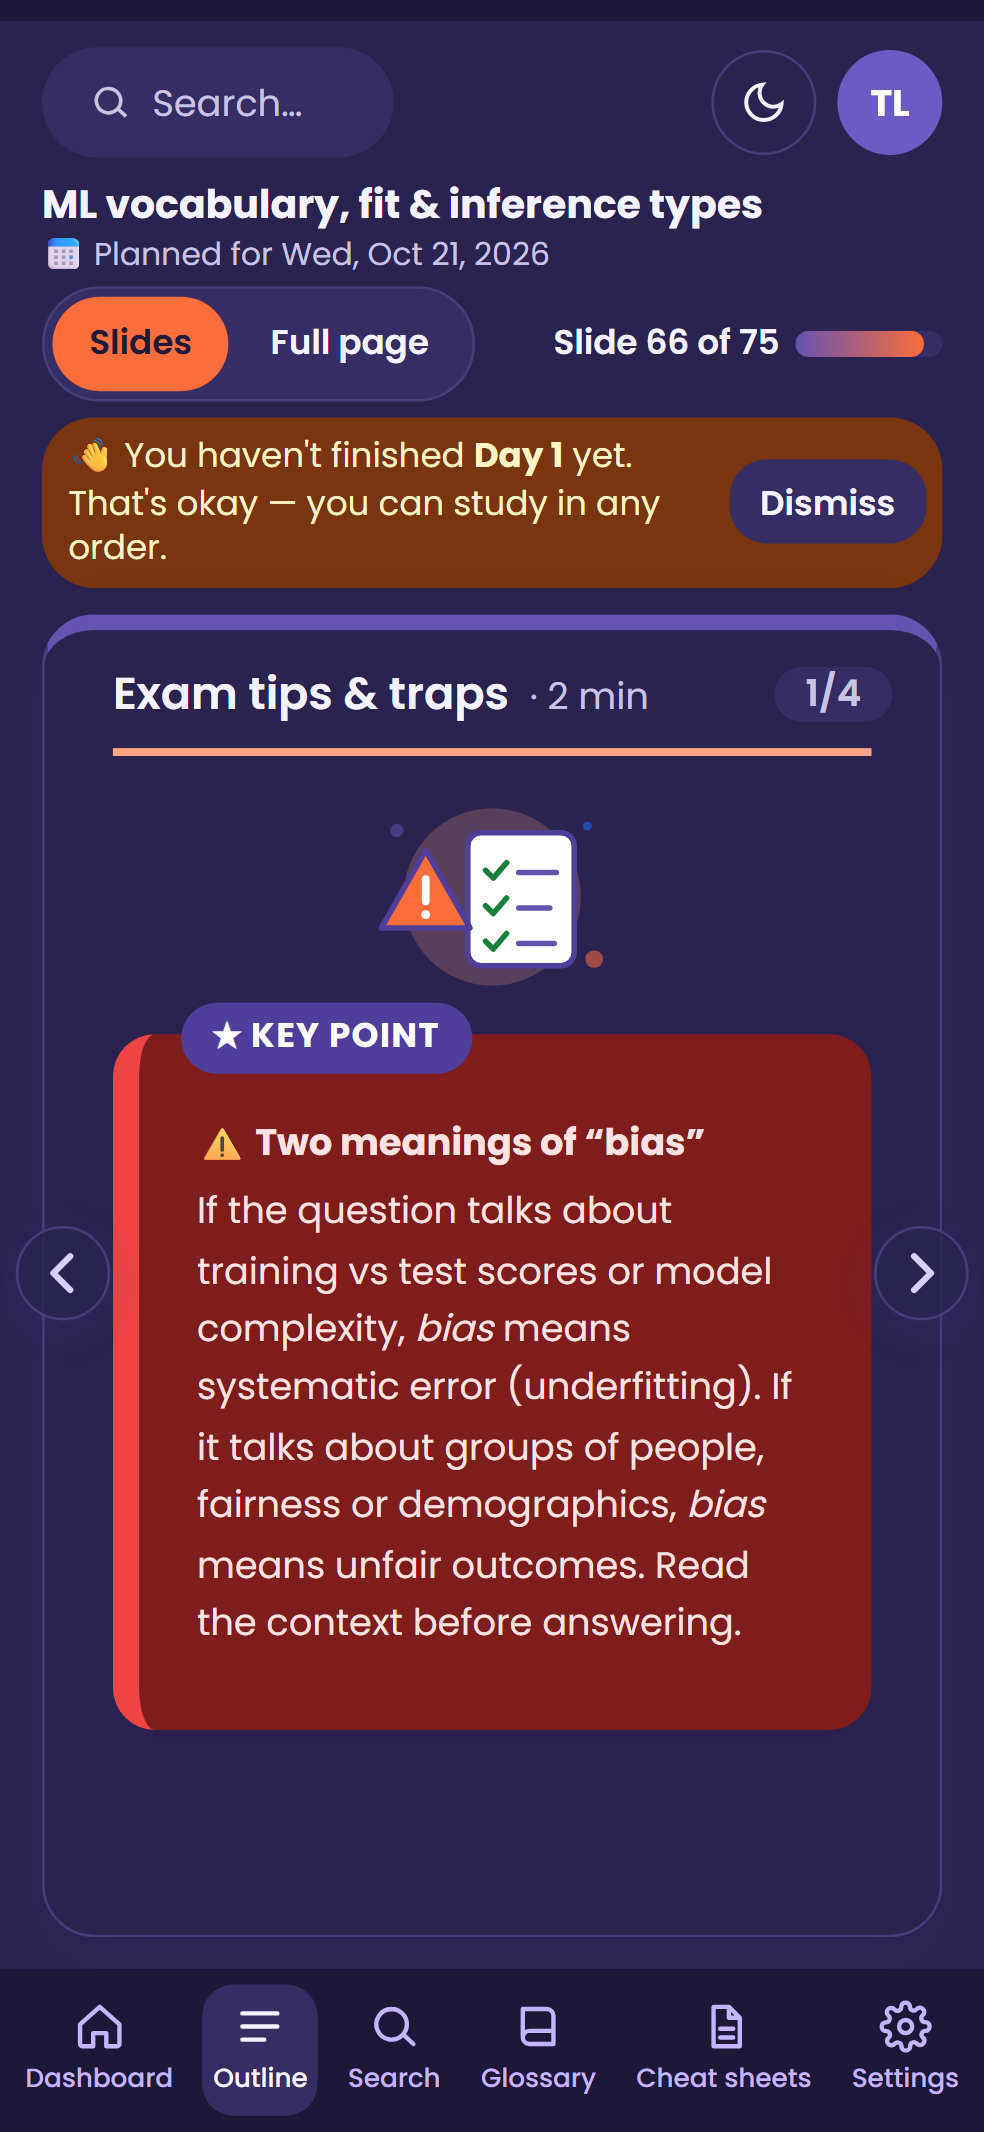 Search...
TL
ML vocabulary, fit & inference types
Planned for Wed, Oct 21, 2026
Slides
Full page
Slide 66 of 75
👋 You haven't finished Day 1 yet.
That's okay — you can study in any
order.
Dismiss
Exam tips & traps · 2 min
1/4
★ KEY POINT
⚠️ Two meanings of “bias”
If the question talks about
training vs test scores or model
complexity, bias means
systematic error (underfitting). If
it talks about groups of people,
fairness or demographics, bias
means unfair outcomes. Read
the context before answering.
Dashboard
Outline
Search
Glossary
Cheat sheets
Settings